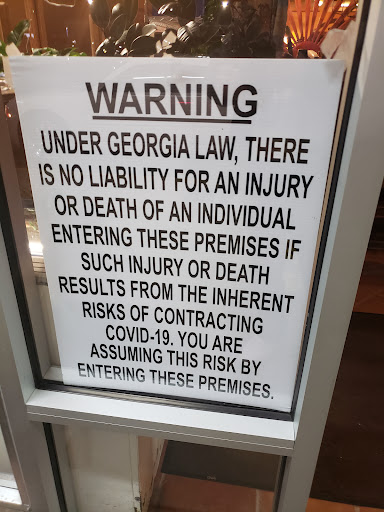 WARNING
UNDER GEORGIA LAW, THERE
IS NO LIABILITY FOR AN INJURY
OR DEATH OF AN INDIVIDUAL
ENTERING THESE PREMISES IF
SUCH INJURY OR DEATH
RESULTS FROM THE INHERENT
RISKS OF CONTRACTING
COVID-19. YOU ARE
ASSUMING THIS RISK BY
ENTERING THESE PREMISES.